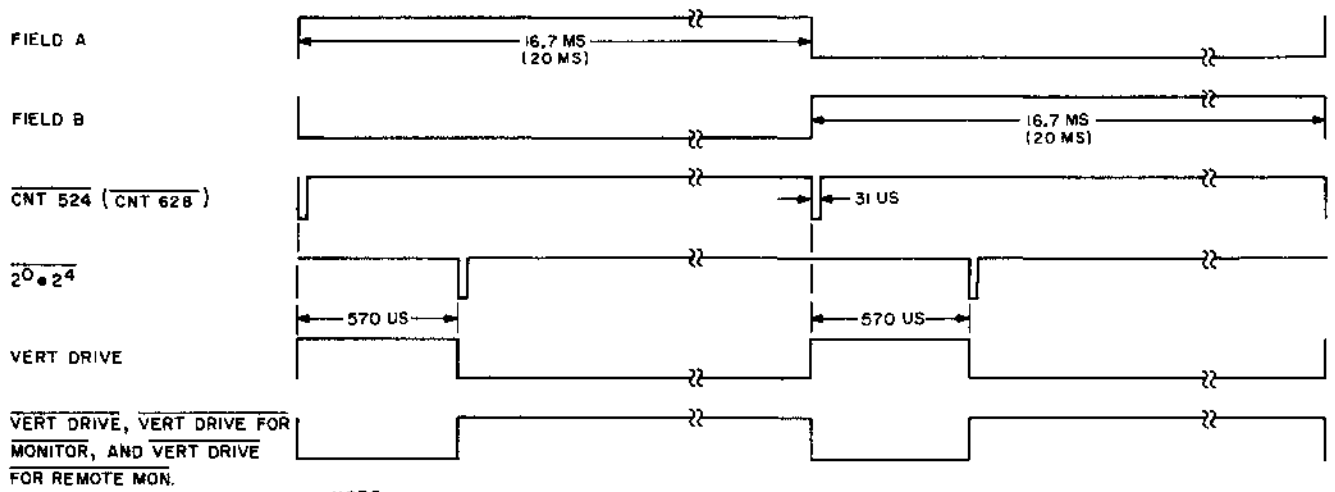 FIELD A
16.7 MS
(20 MS)
FIELD B
16.7 MS
(20 MS)
CNT 524 (CNT 628)
31 US
2⁰•2⁴
570 US
570 US
VERT DRIVE
VERT DRIVE, VERT DRIVE FOR
MONITOR, AND VERT DRIVE
FOR REMOTE MON.